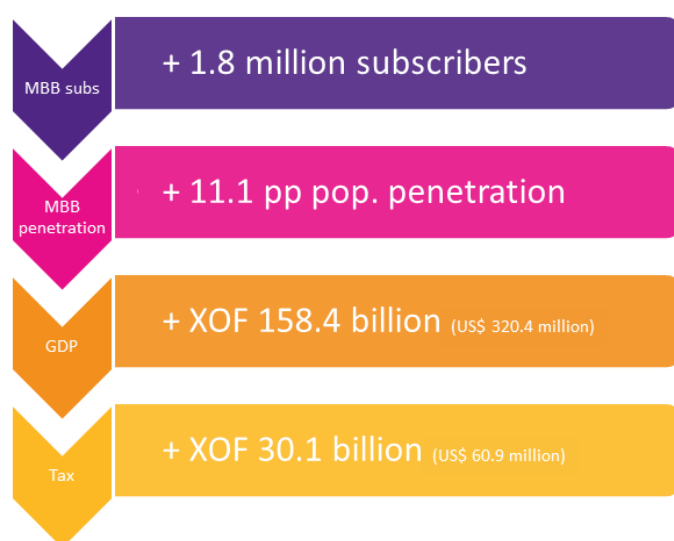 MBB subs
+ 1.8 million subscribers
MBB
penetration
+ 11.1 pp pop. penetration
GDP
+ XOF 158.4 billion (US$ 320.4 million)
Tax
+ XOF 30.1 billion (US$ 60.9 million)